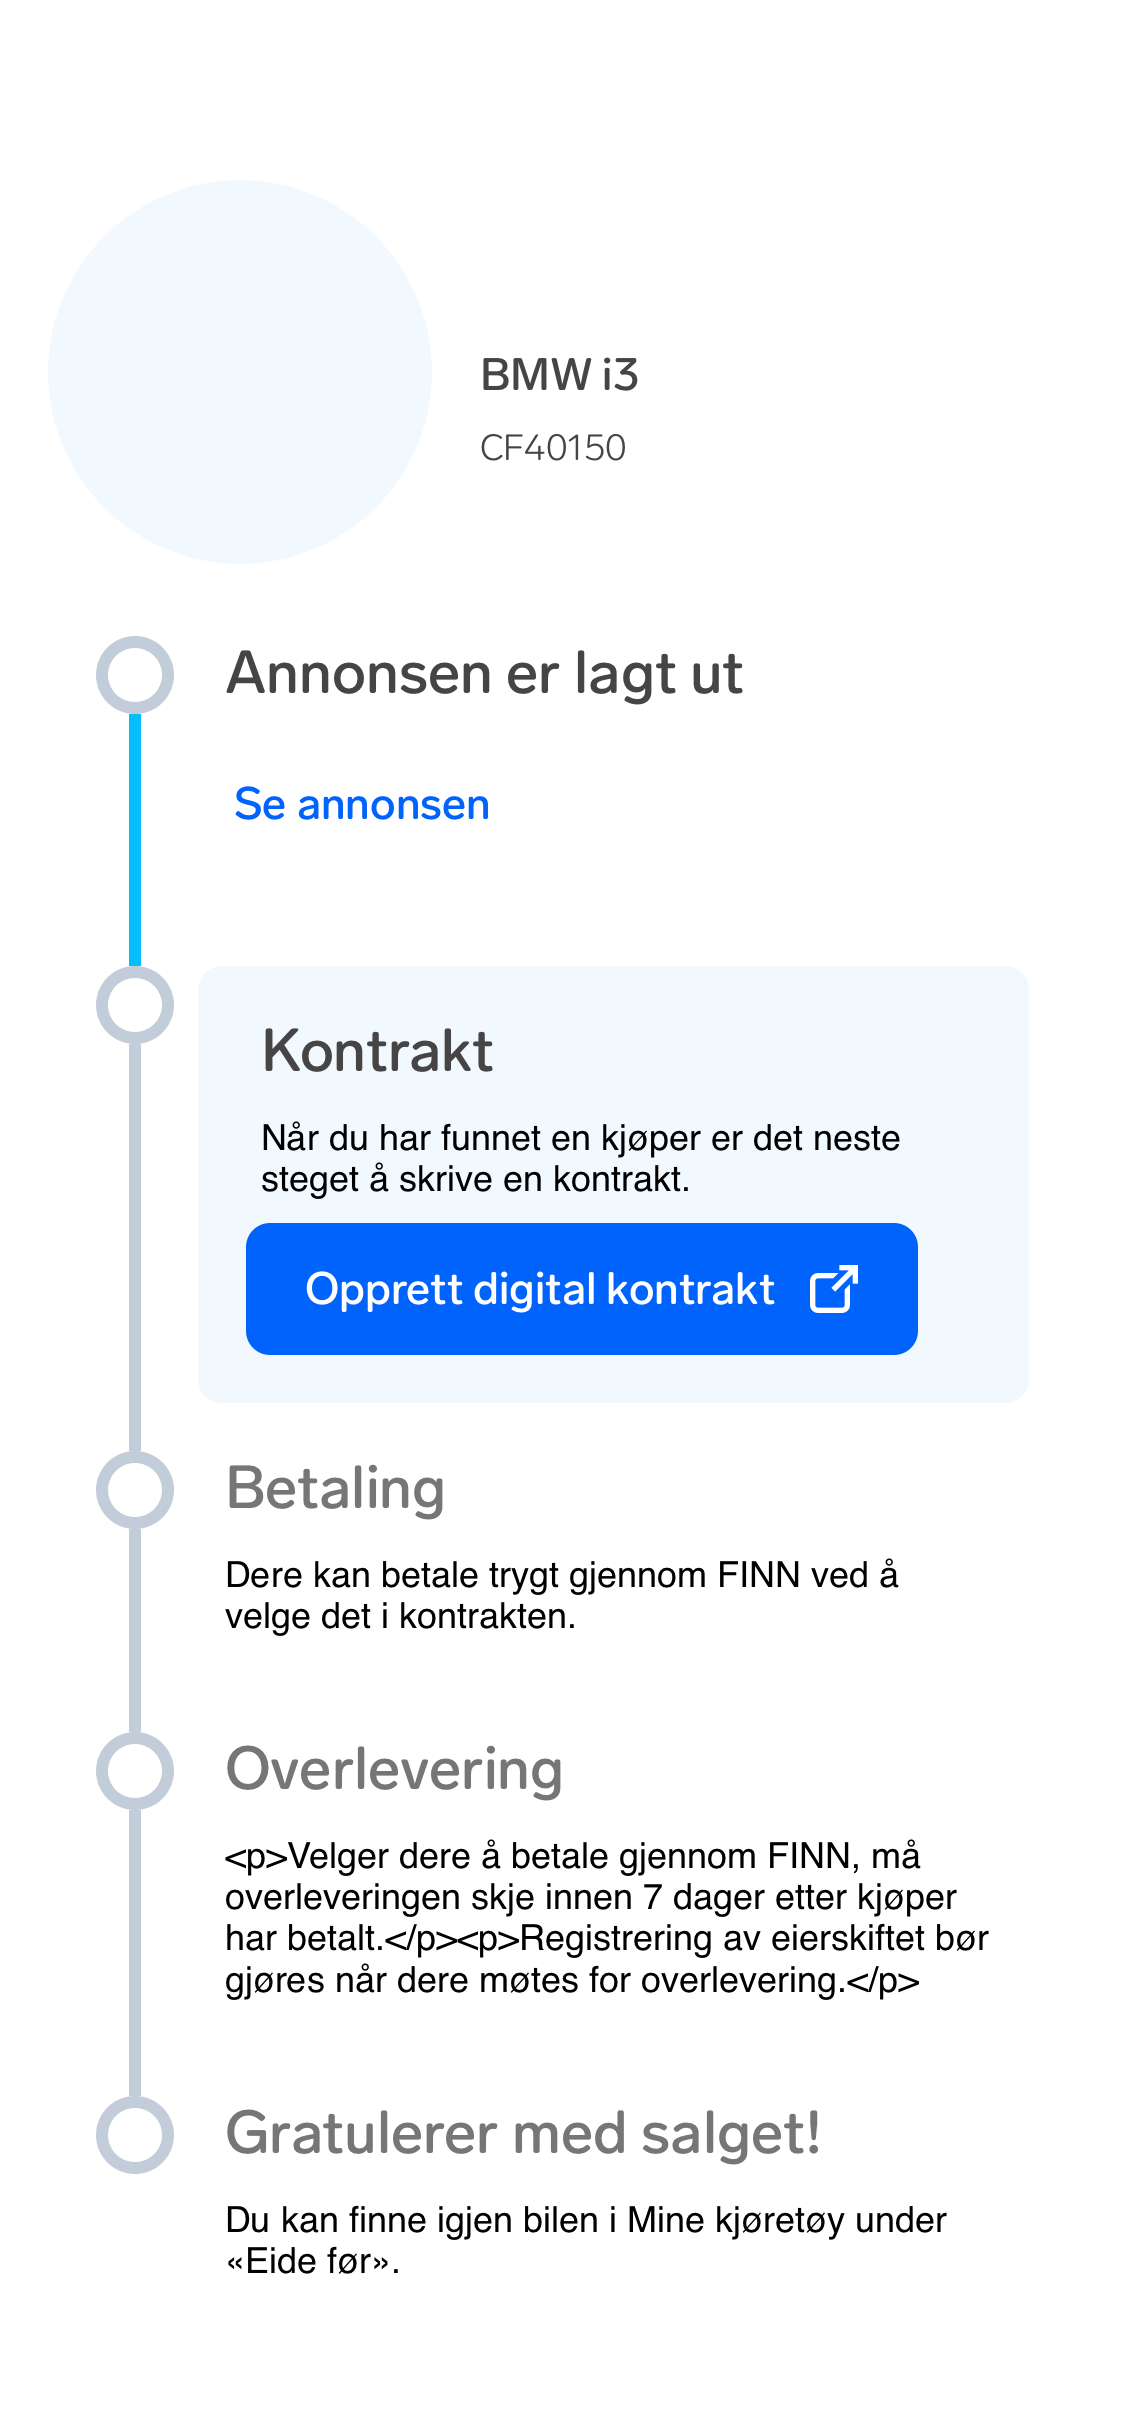 BMW i3
CF40150
Annonsen er lagt ut
Se annonsen
Kontrakt
Når du har funnet en kjøper er det neste
steget å skrive en kontrakt.
Opprett digital kontrakt
Betaling
Dere kan betale trygt gjennom FINN ved å
velge det i kontrakten.
Overlevering
<p>Velger dere å betale gjennom FINN, må
overleveringen skje innen 7 dager etter kjøper
har betalt.</p><p>Registrering av eierskiftet bør
gjøres når dere møtes for overlevering.</p>
Gratulerer med salget!
Du kan finne igjen bilen i Mine kjøretøy under
«Eide før».